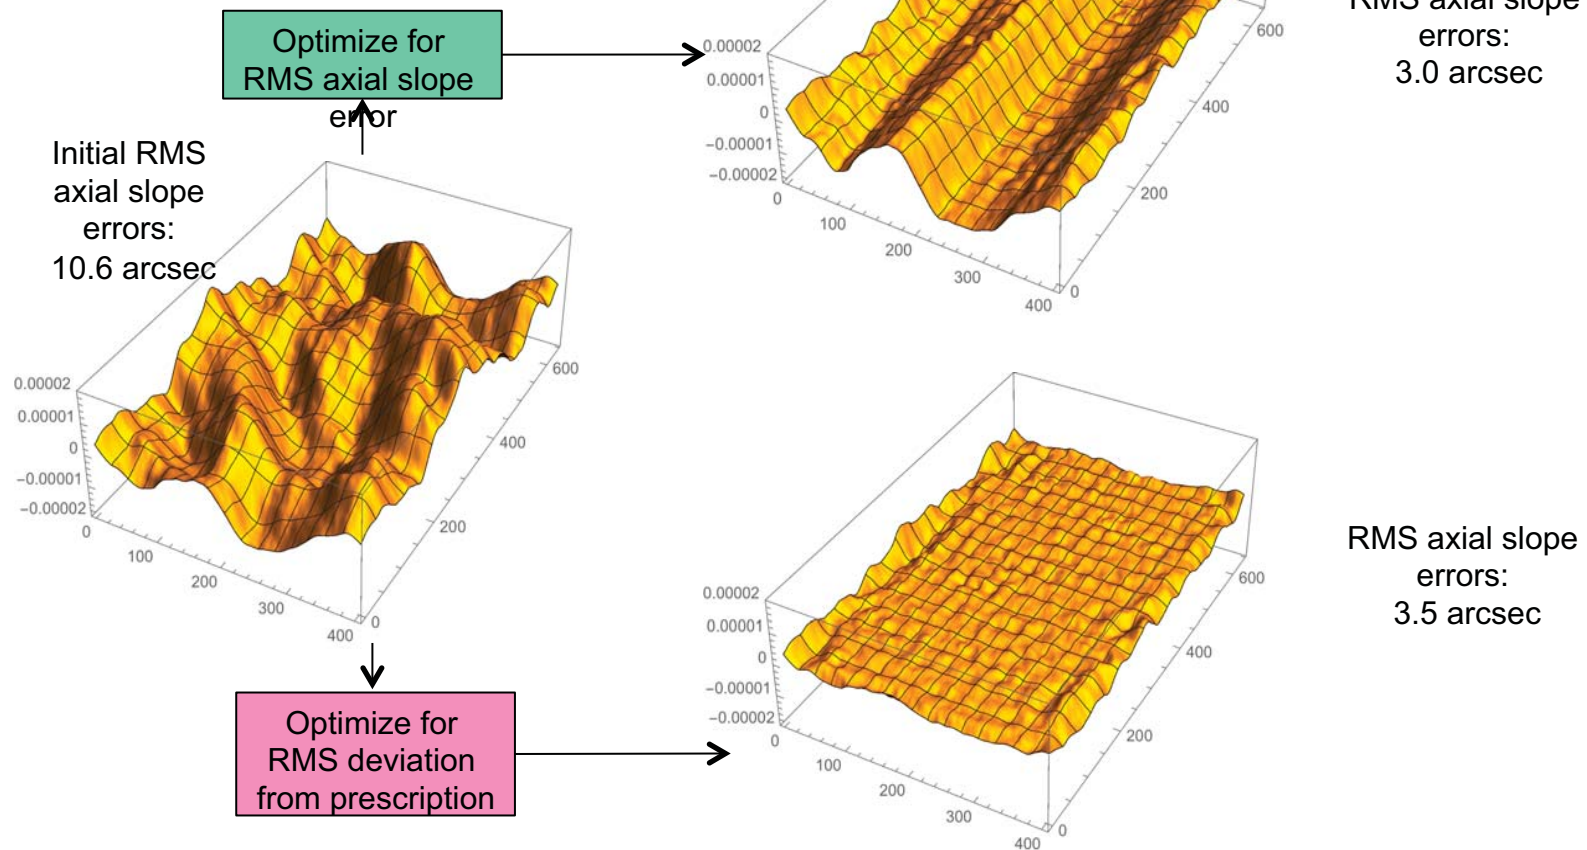 Optimize for
RMS axial slope
error
Initial RMS
axial slope
errors:
10.6 arcsec
0.00002
0.00001
0
−0.00001
−0.00002
0
100
200
300
400
0
200
400
600
RMS axial slope
errors:
3.0 arcsec
0.00002
0.00001
0
−0.00001
−0.00002
0
100
200
300
400
0
200
400
600
Optimize for
RMS deviation
from prescription
0.00002
0.00001
0
−0.00001
−0.00002
0
100
200
300
400
0
200
400
600
RMS axial slope
errors:
3.5 arcsec